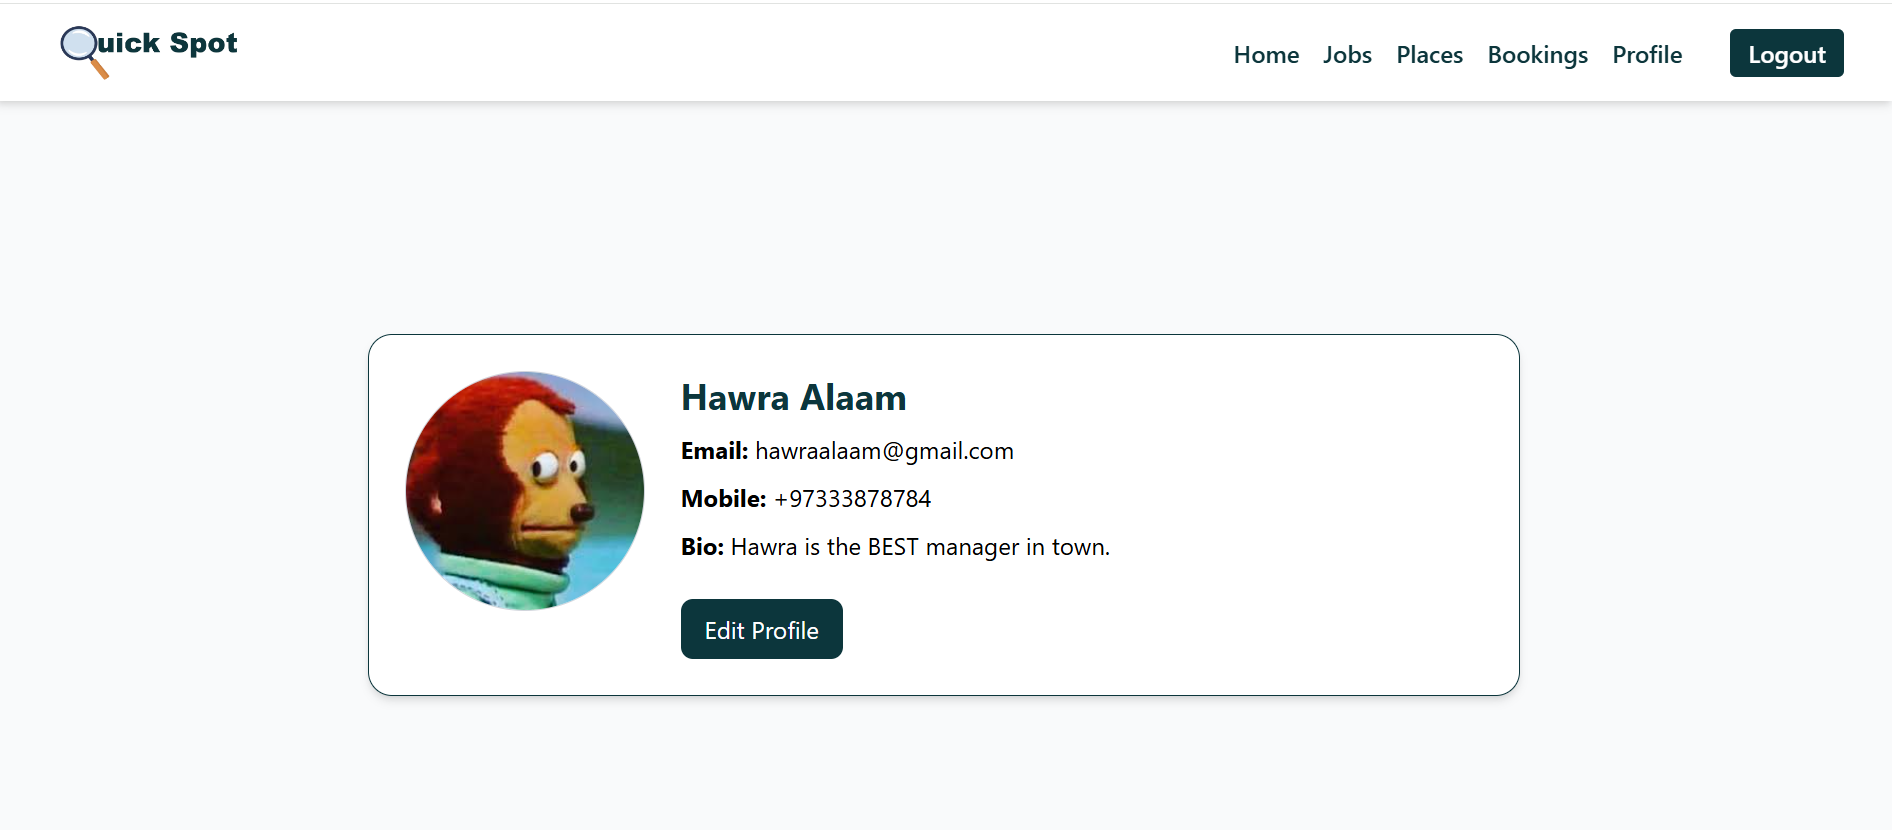 uick Spot
Home Jobs Places Bookings Profile Logout
Hawra Alaam
Email: hawraalaam@gmail.com
Mobile: +97333878784
Bio: Hawra is the BEST manager in town.
Edit Profile